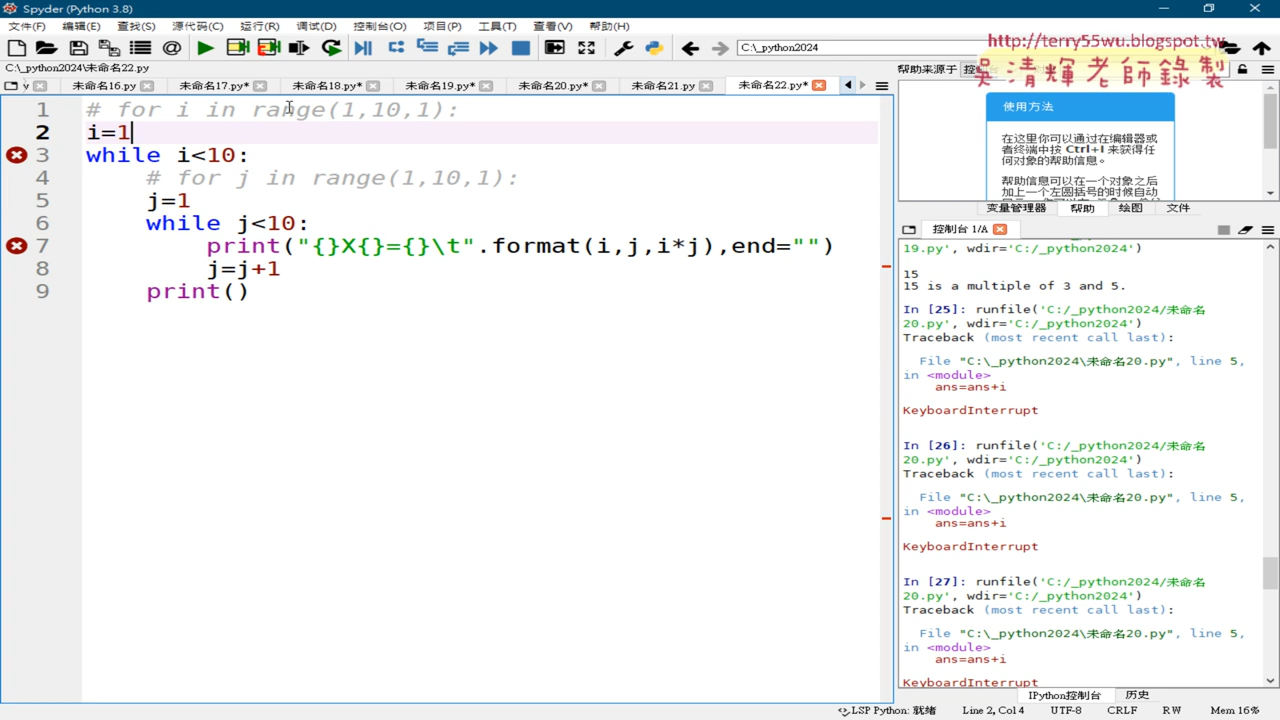 Spyder (Python 3.8)
文件(F) 编辑(E) 查找(S) 源代码(C) 运行(R) 调试(D) 控制台(O) 项目(P) 工具(T) 查看(V) 帮助(H)
C:\_python2024
http://terry55wu.blogspot.tw
C:\_python2024\未命名22.py
吳清輝老師錄製
帮助来源于
未命名16.py 未命名17.py* 未命名18.py* 未命名19.py* 未命名20.py* 未命名21.py 未命名22.py*
1 # for i in range(1,10,1):
2 i=1
3 while i<10:
4 # for j in range(1,10,1):
5 j=1
6 while j<10:
7 print("{}X{}={}\t".format(i,j,i*j),end="")
8 j=j+1
9 print()
使用方法
在这里你可以通过在编辑器或
者终端中按 Ctrl+I 来获得任
何对象的帮助信息。
帮助信息可以在一个对象之后
加上一个左圆括号的时候自动
变量管理器 帮助 绘图 文件
控制台 1/A
19.py', wdir='C:/_python2024')
15
15 is a multiple of 3 and 5.
In [25]: runfile('C:/_python2024/未命名
20.py', wdir='C:/_python2024')
Traceback (most recent call last):
File "C:\_python2024\未命名20.py", line 5,
in <module>
ans=ans+i
KeyboardInterrupt
In [26]: runfile('C:/_python2024/未命名
20.py', wdir='C:/_python2024')
Traceback (most recent call last):
File "C:\_python2024\未命名20.py", line 5,
in <module>
ans=ans+i
KeyboardInterrupt
In [27]: runfile('C:/_python2024/未命名
20.py', wdir='C:/_python2024')
Traceback (most recent call last):
File "C:\_python2024\未命名20.py", line 5,
in <module>
ans=ans+i
KeyboardInterrupt
IPython控制台 历史
LSP Python: 就绪 Line 2, Col 4 UTF-8 CRLF RW Mem 16%